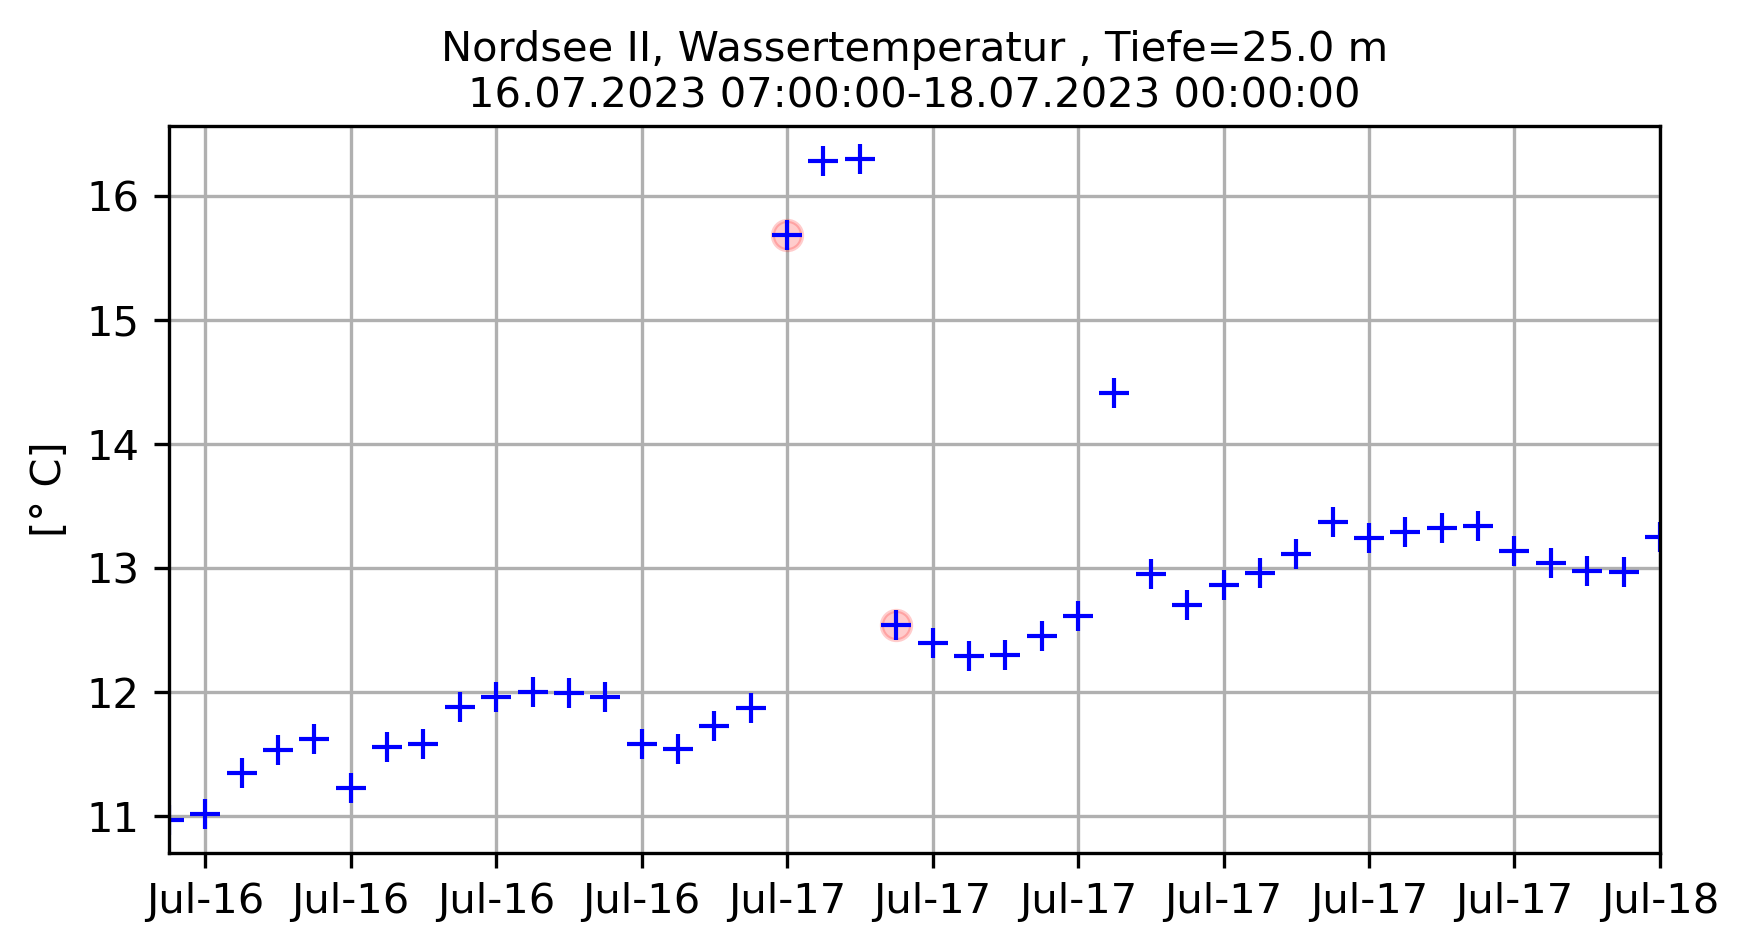 Nordsee II, Wassertemperatur , Tiefe=25.0 m
16.07.2023 07:00:00-18.07.2023 00:00:00
[° C]
16
15
14
13
12
11
Jul-16 Jul-16 Jul-16 Jul-16 Jul-17 Jul-17 Jul-17 Jul-17 Jul-17 Jul-17 Jul-18